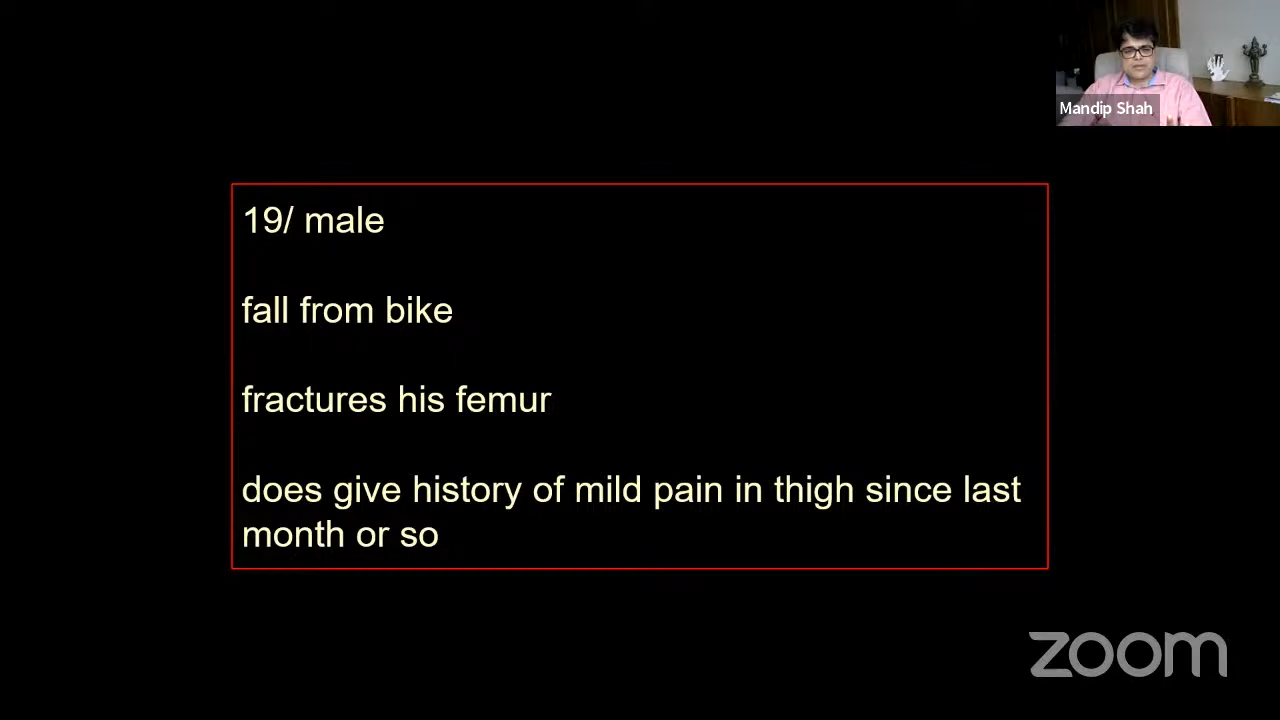 Mandip Shah
19/ male
fall from bike
fractures his femur
does give history of mild pain in thigh since last
month or so
zoom